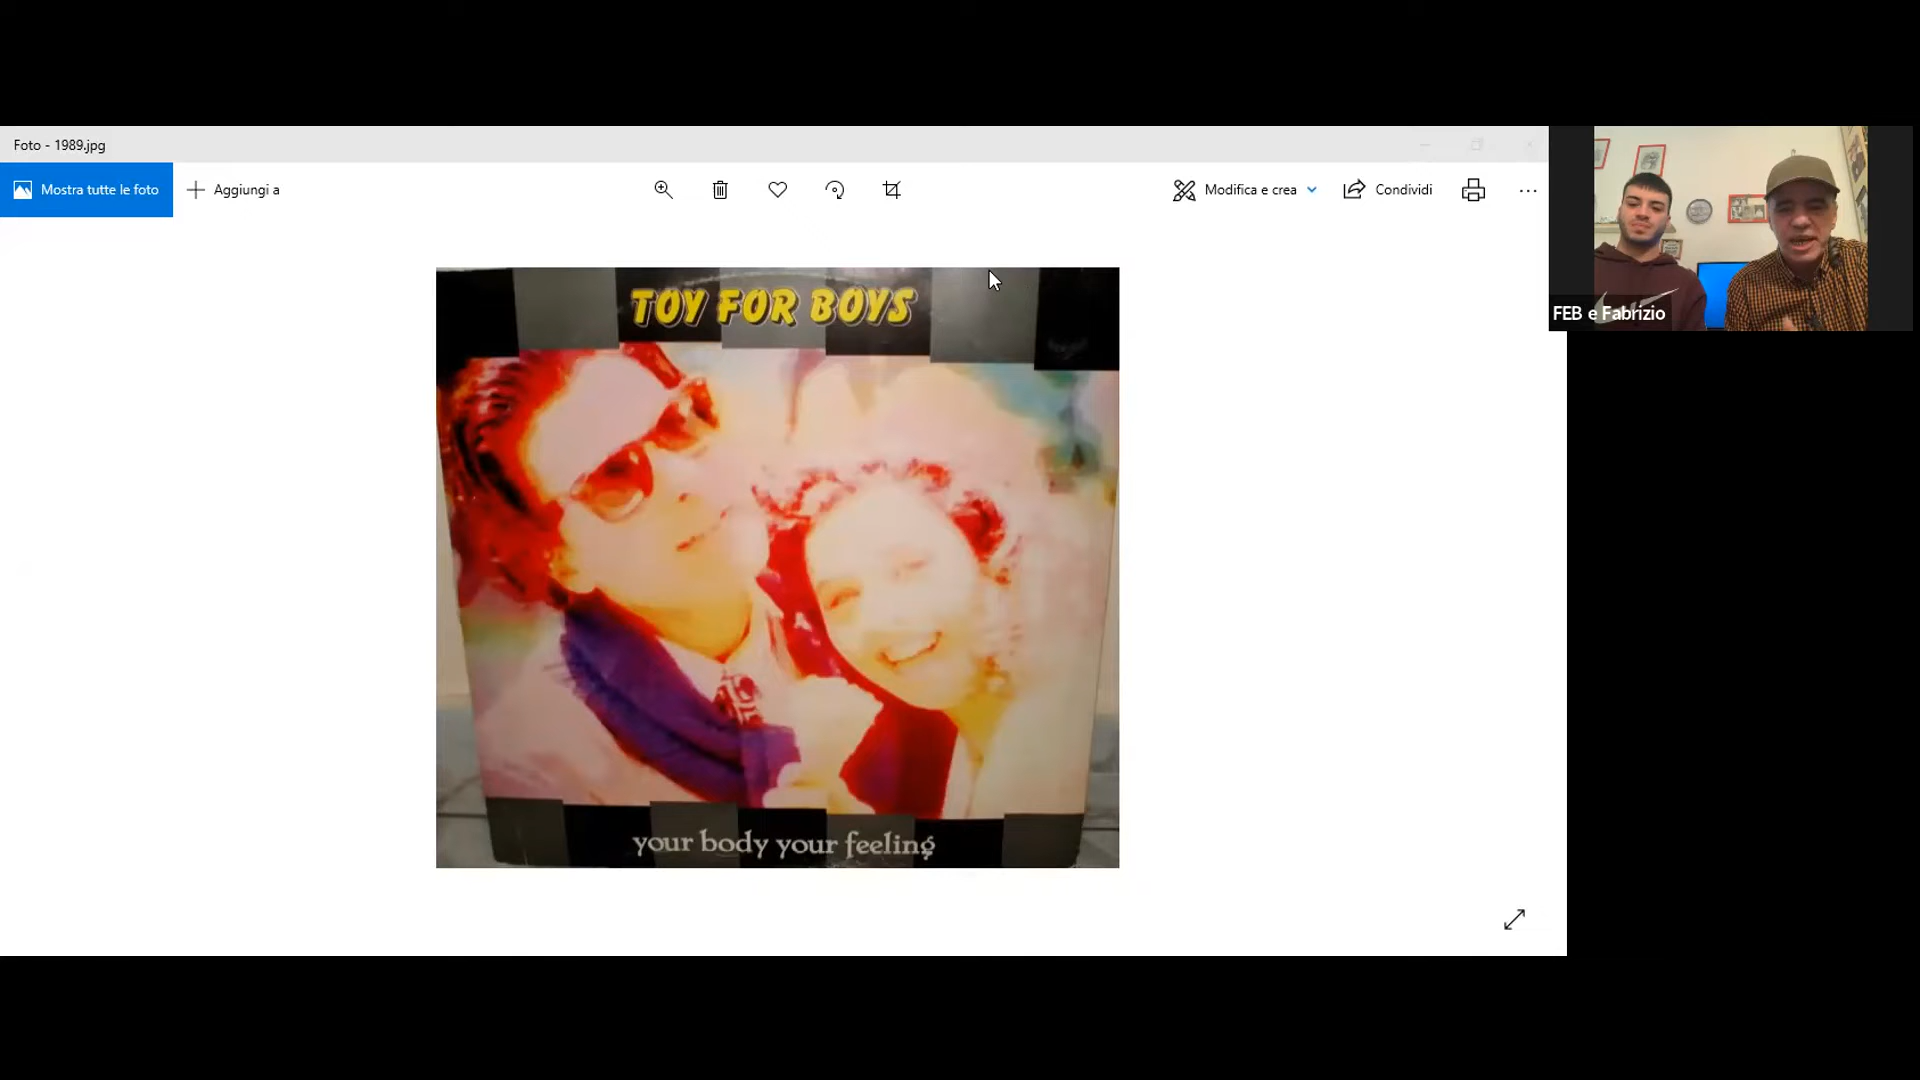 Foto - 1989.jpg
Mostra tutte le foto
Aggiungi a
Modifica e crea
Condividi
TOY FOR BOYS
your body your feeling
FEB e Fabrizio